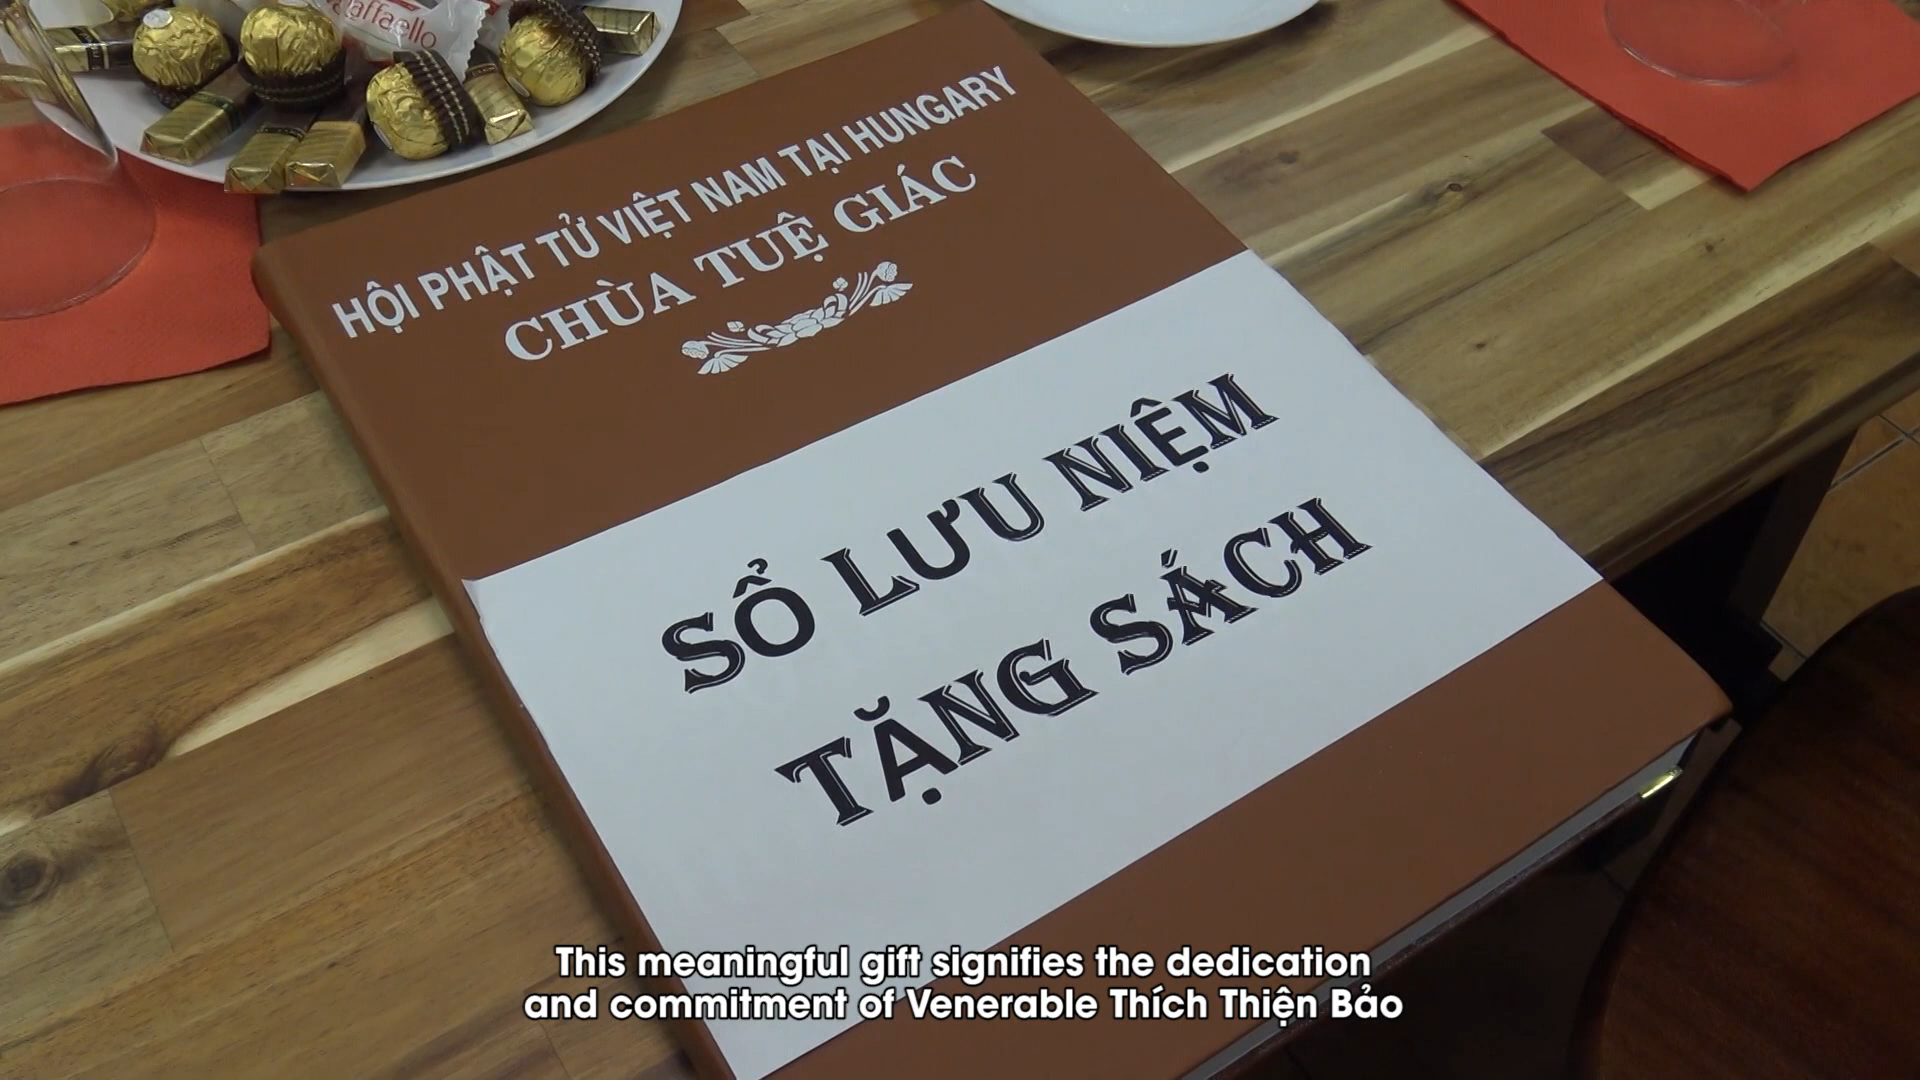 Raffaello
HỘI PHẬT TỬ VIỆT NAM TẠI HUNGARY
CHÙA TUỆ GIÁC
SỔ LƯU NIỆM
TẶNG SÁCH
This meaningful gift signifies the dedication
and commitment of Venerable Thích Thiện Bảo